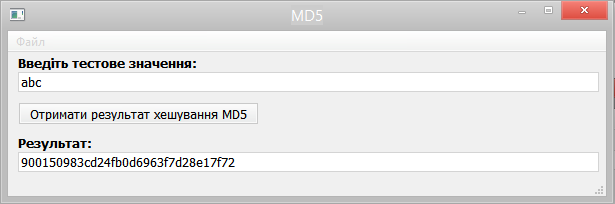 MD5
Файл
Введіть тестове значення:
abc
Отримати результат хешування MD5
Результат:
900150983cd24fb0d6963f7d28e17f72